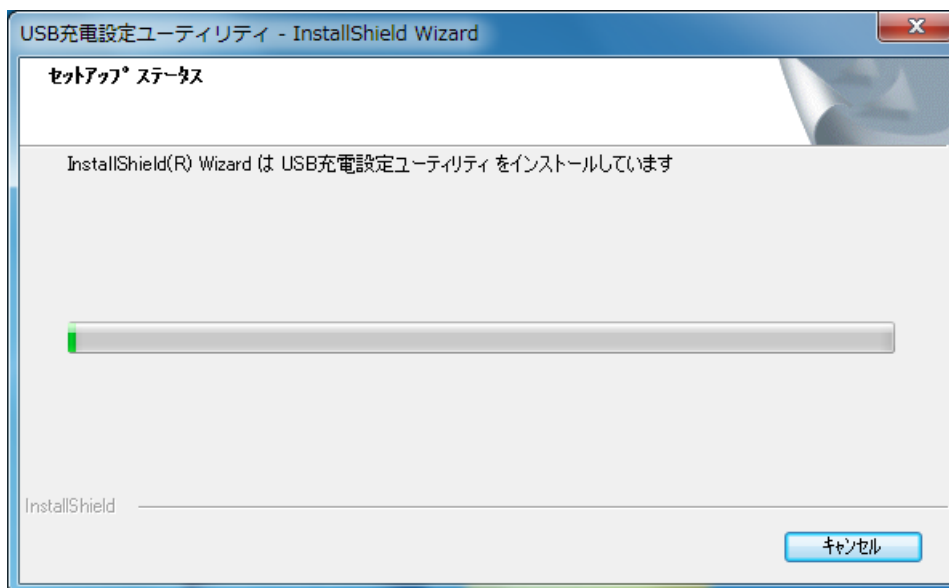 USB充電設定ユーティリティ - InstallShield Wizard
セットアップ ステータス
InstallShield(R) Wizard は USB充電設定ユーティリティ をインストールしています
InstallShield
キャンセル